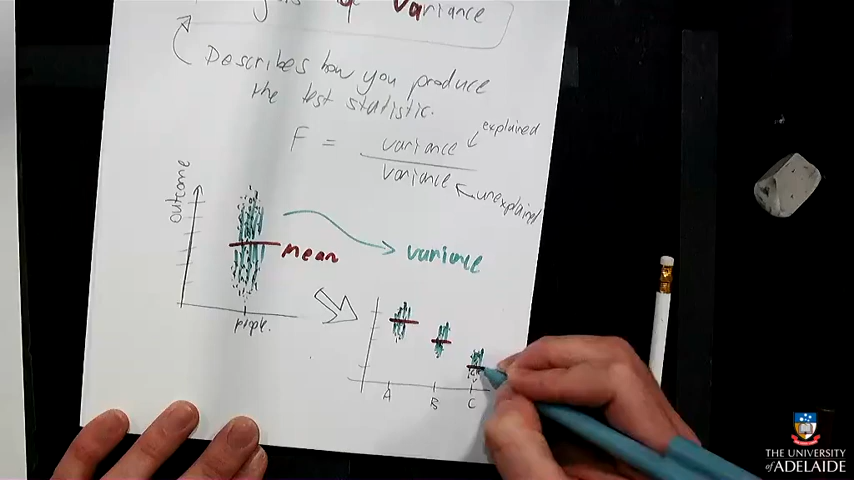 variance
Describes how you produce
the test statistic.
explained
F = variance
variance
unexplained
outcome
mean
variance
A B C
THE UNIVERSITY
of ADELAIDE